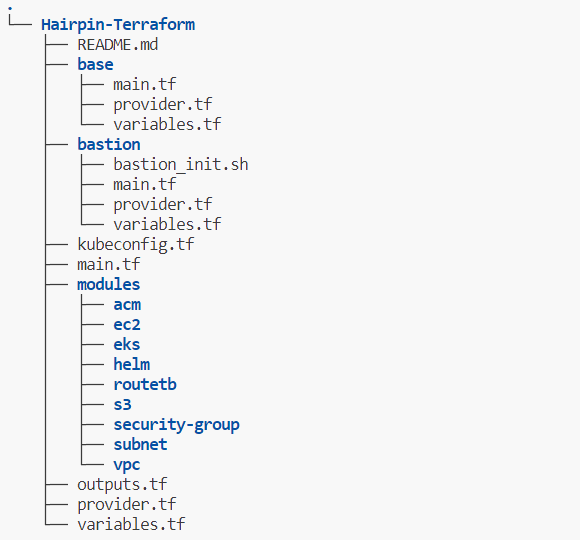 .
└── Hairpin-Terraform
    ├── README.md
    ├── base
    │   ├── main.tf
    │   ├── provider.tf
    │   └── variables.tf
    ├── bastion
    │   ├── bastion_init.sh
    │   ├── main.tf
    │   ├── provider.tf
    │   └── variables.tf
    ├── kubeconfig.tf
    ├── main.tf
    ├── modules
    │   ├── acm
    │   ├── ec2
    │   ├── eks
    │   ├── helm
    │   ├── routetb
    │   ├── s3
    │   ├── security-group
    │   ├── subnet
    │   └── vpc
    ├── outputs.tf
    ├── provider.tf
    └── variables.tf